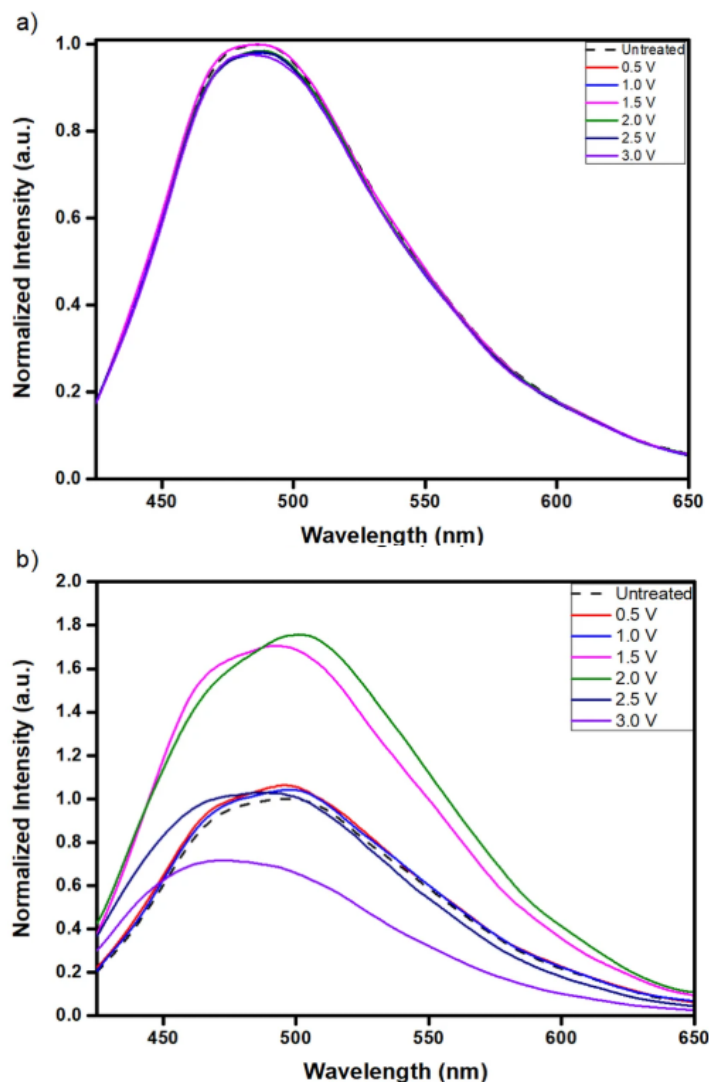 a)
Normalized Intensity (a.u.)
1.0
0.8
0.6
0.4
0.2
0.0
Untreated
0.5 V
1.0 V
1.5 V
2.0 V
2.5 V
3.0 V
450 500 550 600 650
Wavelength (nm)
b)
Normalized Intensity (a.u.)
2.0
1.8
1.6
1.4
1.2
1.0
0.8
0.6
0.4
0.2
0.0
Untreated
0.5 V
1.0 V
1.5 V
2.0 V
2.5 V
3.0 V
450 500 550 600 650
Wavelength (nm)